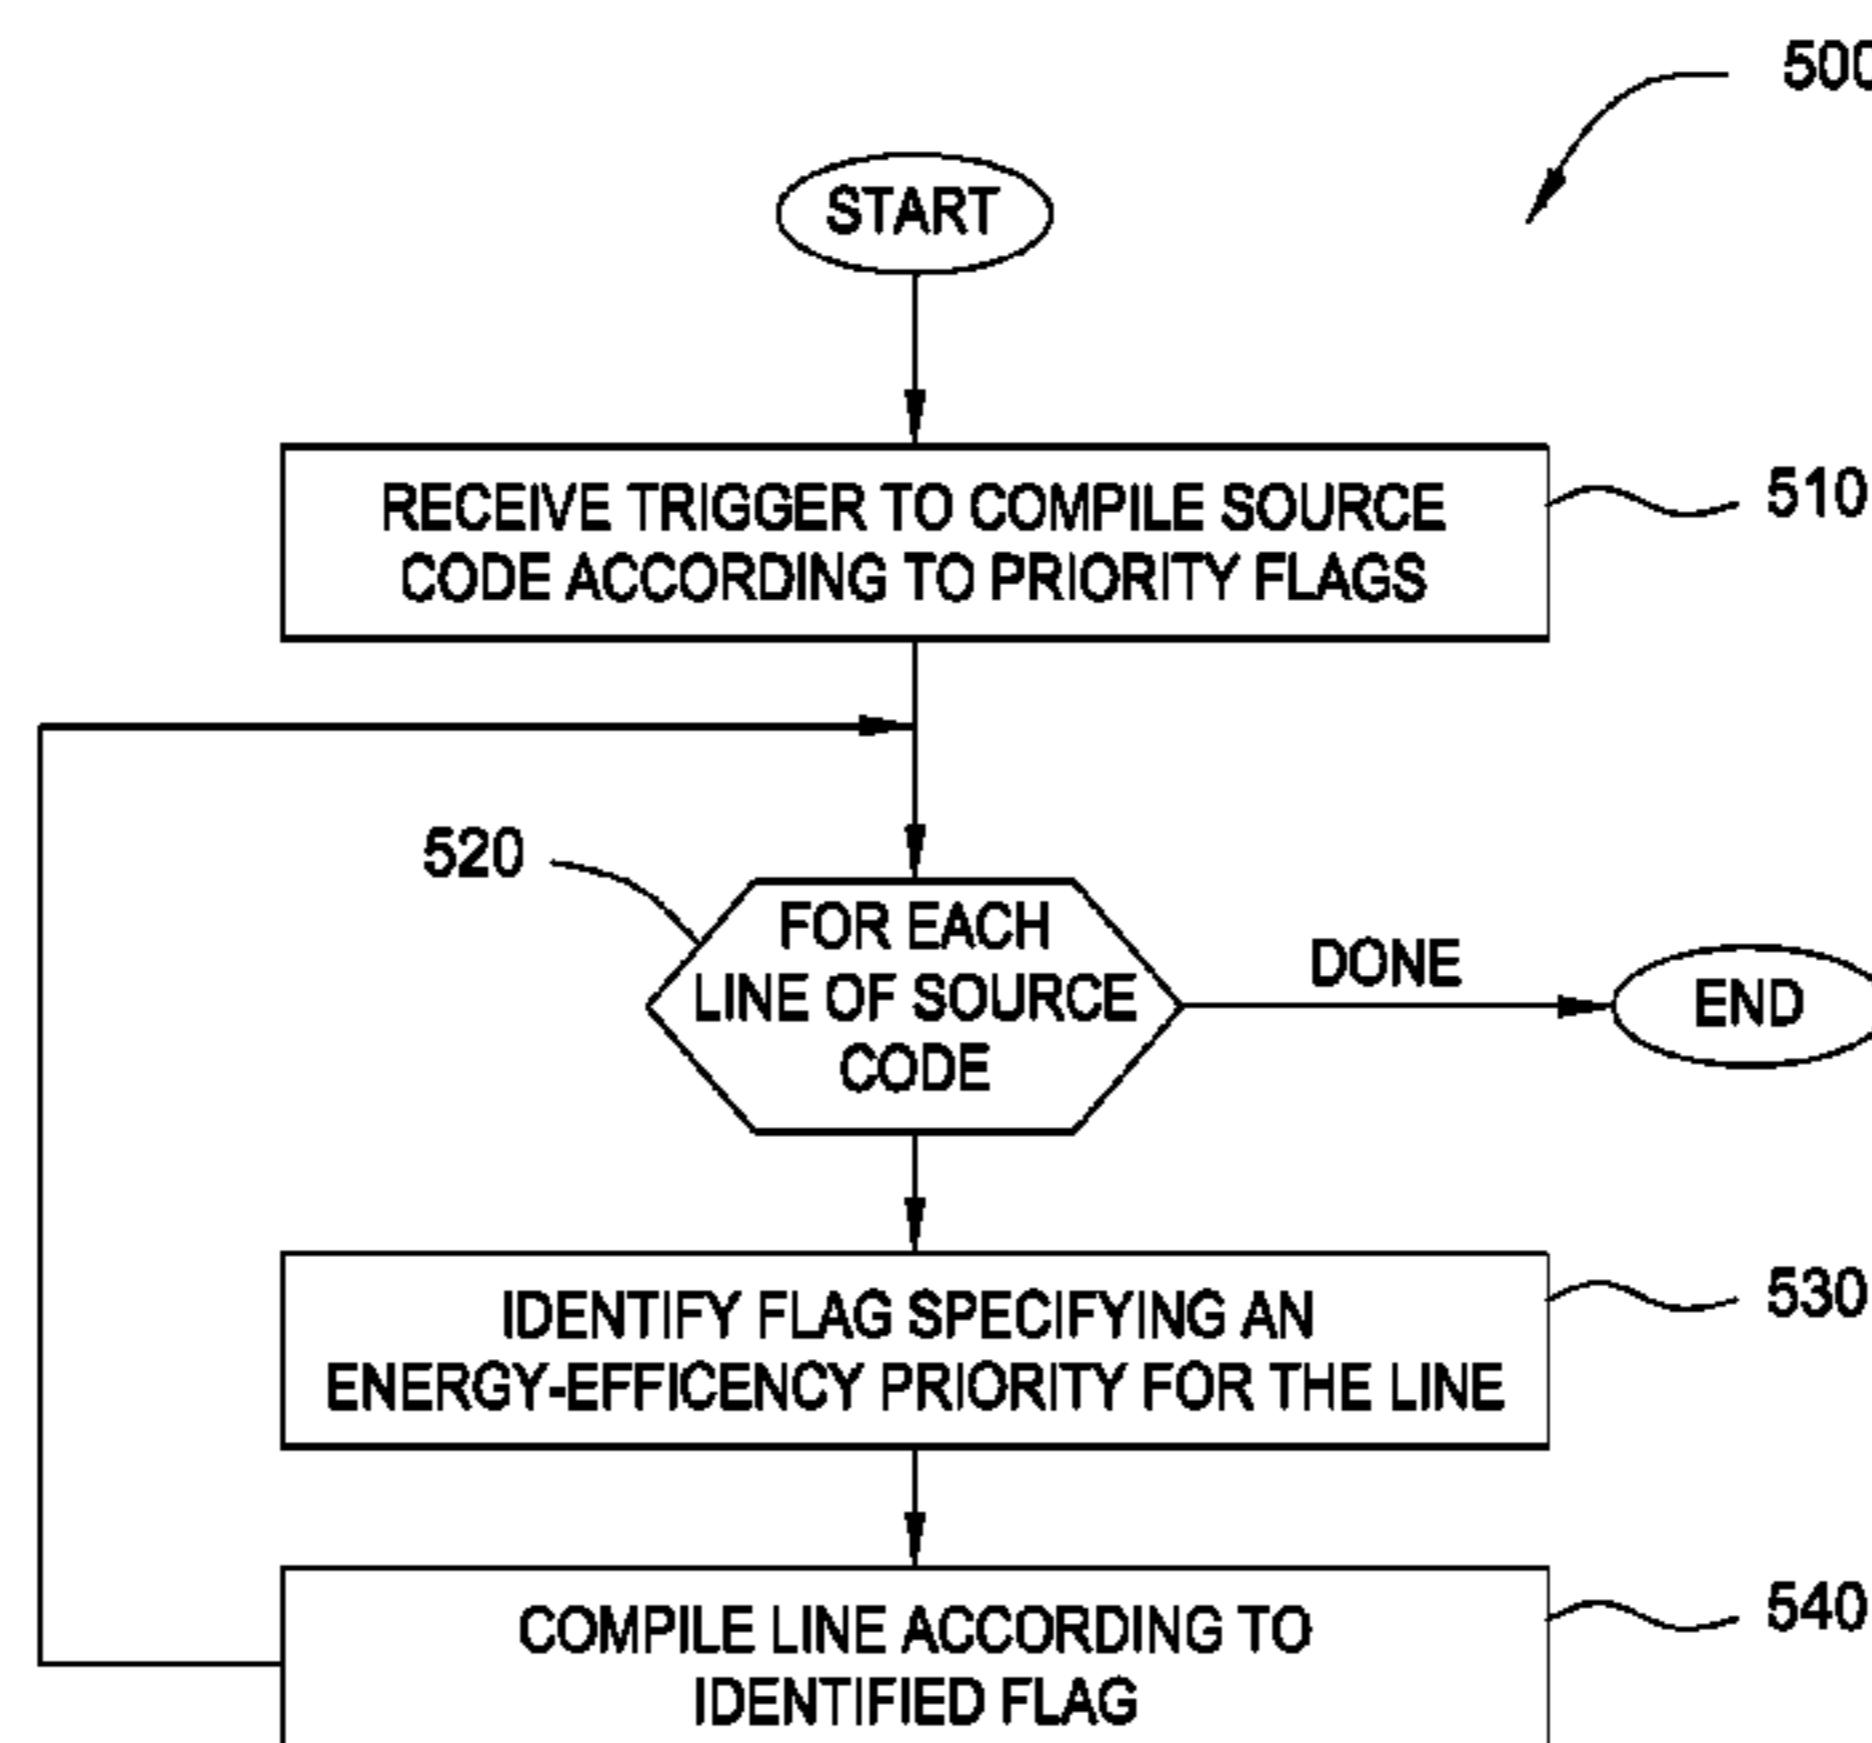 500
START
RECEIVE TRIGGER TO COMPILE SOURCE
CODE ACCORDING TO PRIORITY FLAGS
510
520
FOR EACH
LINE OF SOURCE
CODE
DONE
END
IDENTIFY FLAG SPECIFYING AN
ENERGY-EFFICENCY PRIORITY FOR THE LINE
530
COMPILE LINE ACCORDING TO
IDENTIFIED FLAG
540